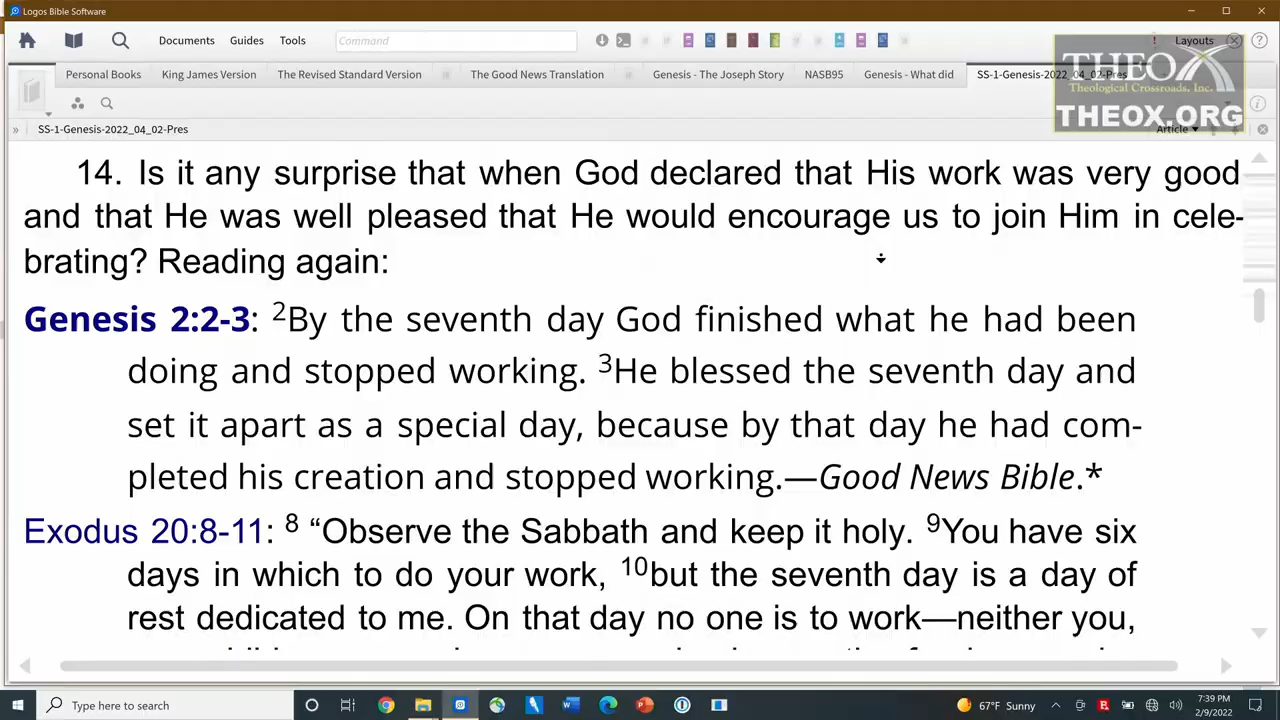 Logos Bible Software
Documents Guides Tools Command Layouts
THEOX
Theological Crossroads, Inc.
THEOX.ORG
Personal Books King James Version The Revised Standard Version The Good News Translation Genesis - The Joseph Story NASB95 Genesis - What did SS-1-Genesis-2022_04_02-Pres
SS-1-Genesis-2022_04_02-Pres Article
14. Is it any surprise that when God declared that His work was very good
and that He was well pleased that He would encourage us to join Him in cele-
brating? Reading again:
Genesis 2:2-3: 2By the seventh day God finished what he had been
doing and stopped working. 3He blessed the seventh day and
set it apart as a special day, because by that day he had com-
pleted his creation and stopped working.—Good News Bible.*
Exodus 20:8-11: 8 “Observe the Sabbath and keep it holy. 9You have six
days in which to do your work, 10but the seventh day is a day of
rest dedicated to me. On that day no one is to work—neither you,
Type here to search
67°F Sunny
7:39 PM
2/9/2022